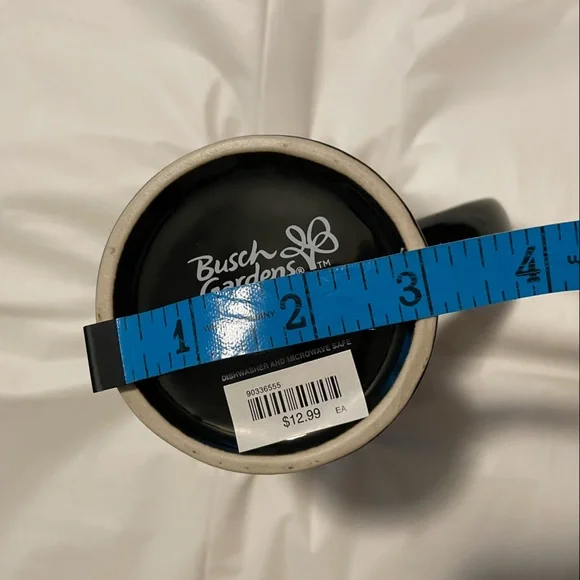 Busch
Gardens®
TM
1 2 3 4
DISHWASHER AND MICROWAVE SAFE
90336555
$12.99 EA